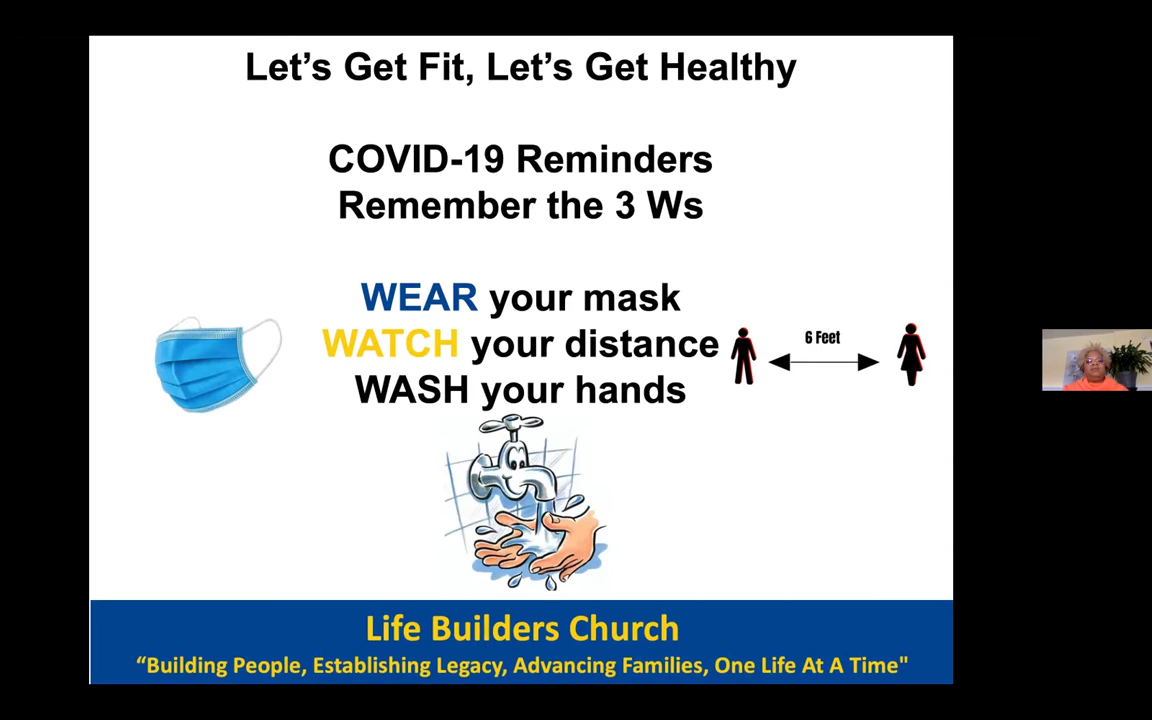 Let's Get Fit, Let's Get Healthy
COVID-19 Reminders
Remember the 3 Ws
WEAR your mask
WATCH your distance
6 Feet
WASH your hands
Life Builders Church
“Building People, Establishing Legacy, Advancing Families, One Life At A Time"